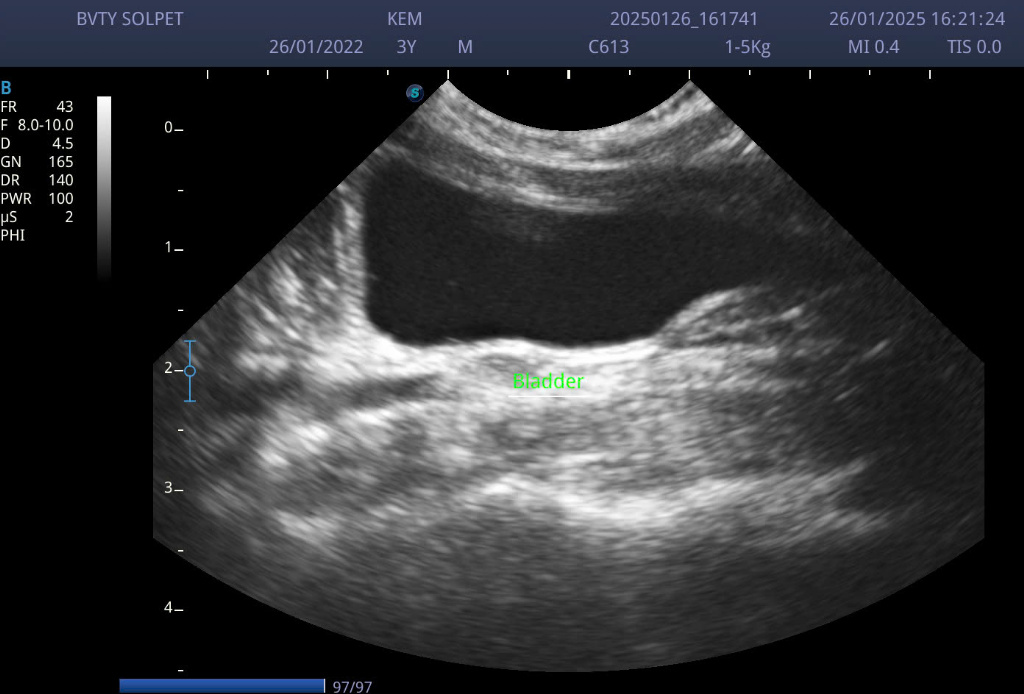 BVTY SOLPET KEM 20250126_161741 26/01/2025 16:21:24
26/01/2022 3Y M C613 1-5Kg MI 0.4 TIS 0.0
B
FR 43
F 8.0-10.0
D 4.5
GN 165
DR 140
PWR 100
µS 2
PHI
S
0
1
2
3
4
Bladder
97/97